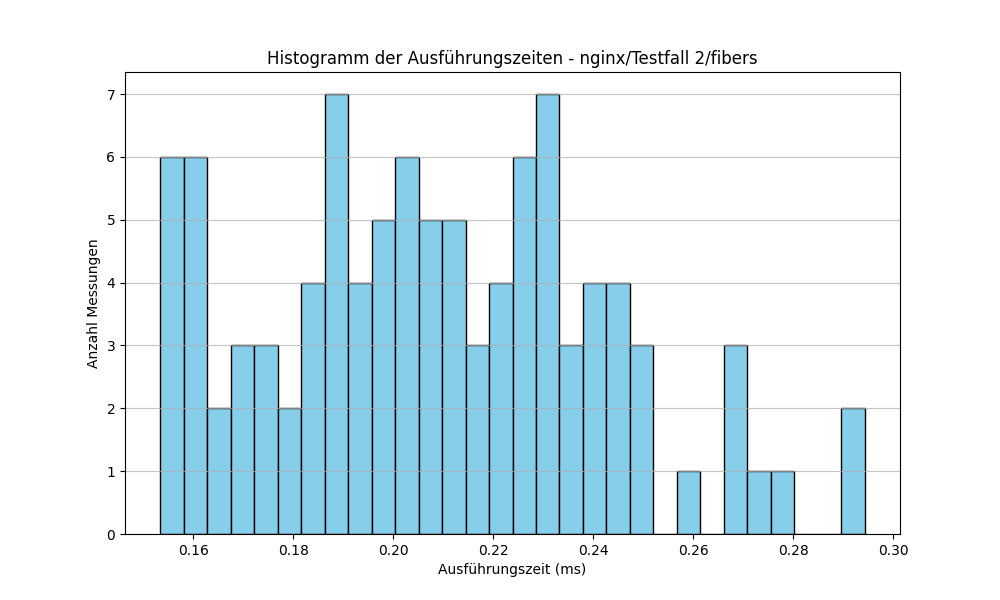 Histogramm der Ausführungszeiten - nginx/Testfall 2/fibers
Anzahl Messungen
7
6
5
4
3
2
1
0
0.16 0.18 0.20 0.22 0.24 0.26 0.28 0.30
Ausführungszeit (ms)